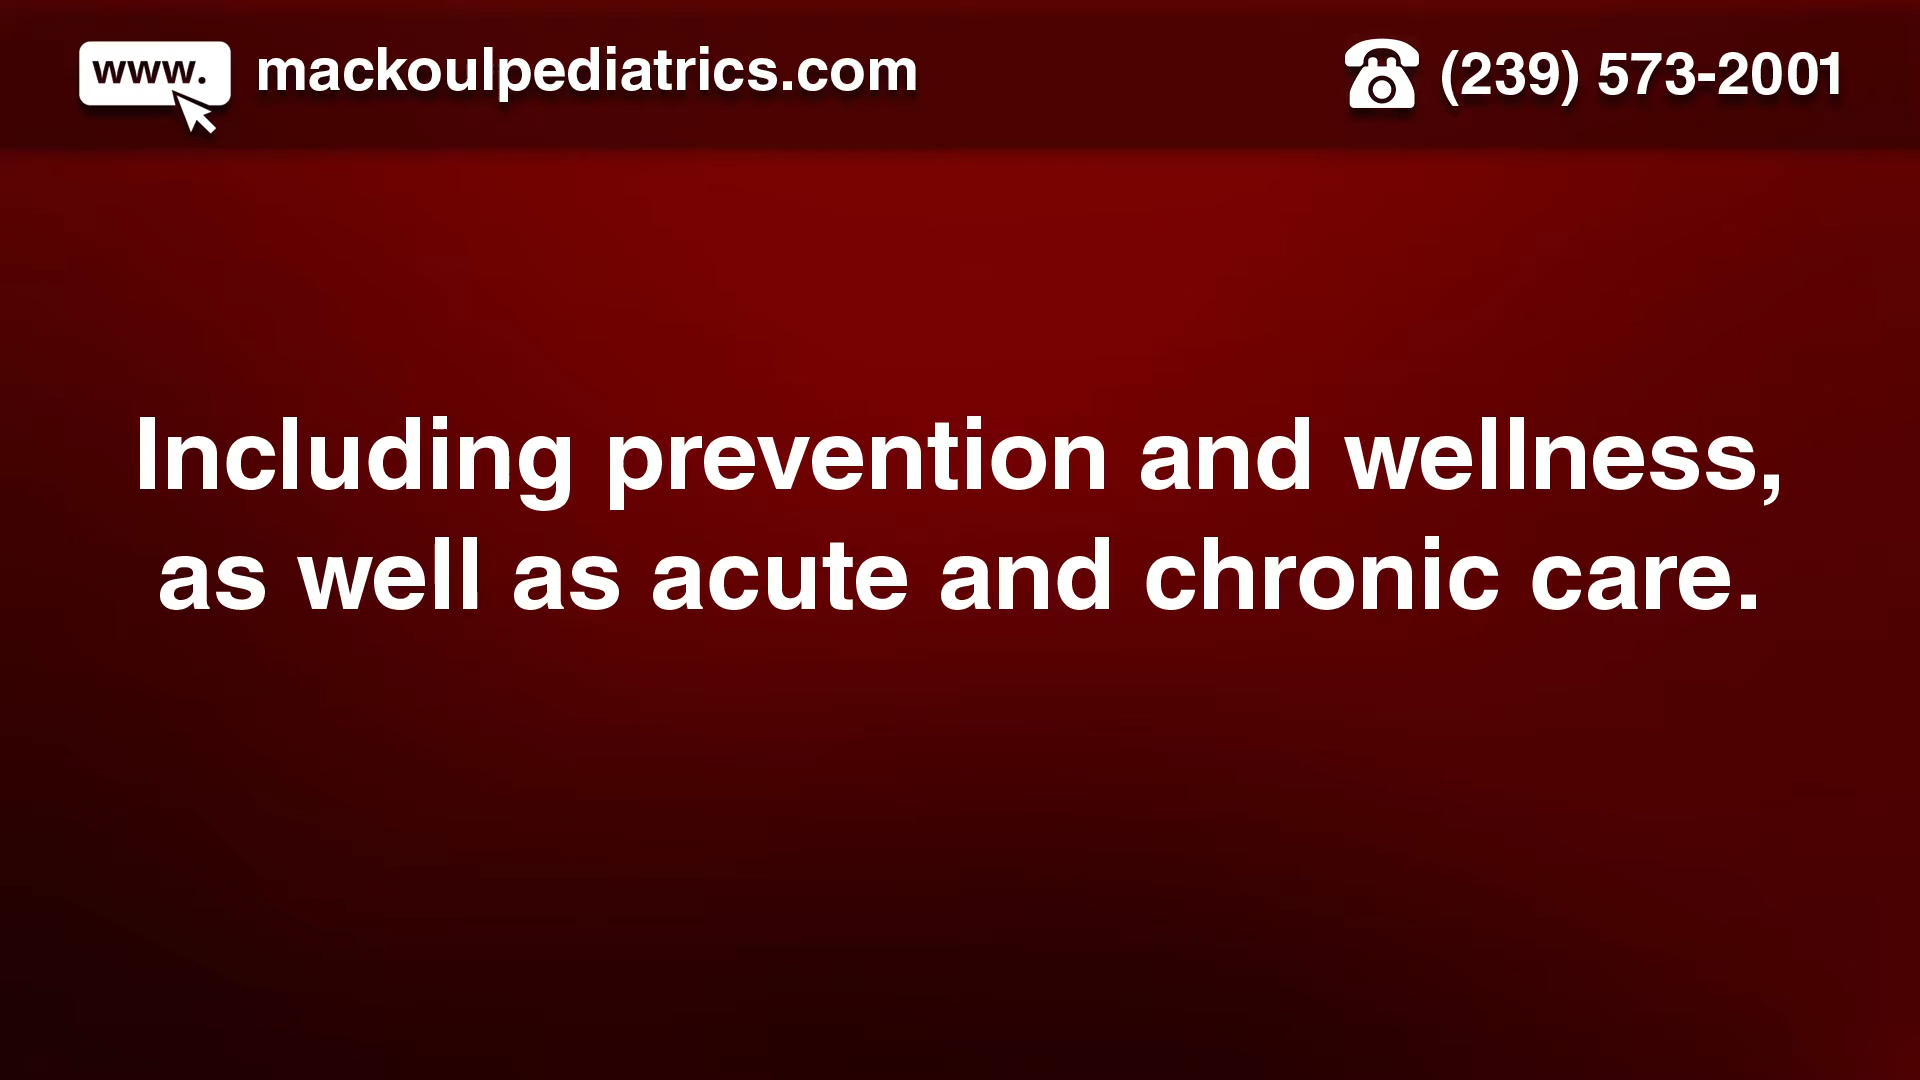 www. mackoulpediatrics.com
(239) 573-2001
Including prevention and wellness,
as well as acute and chronic care.